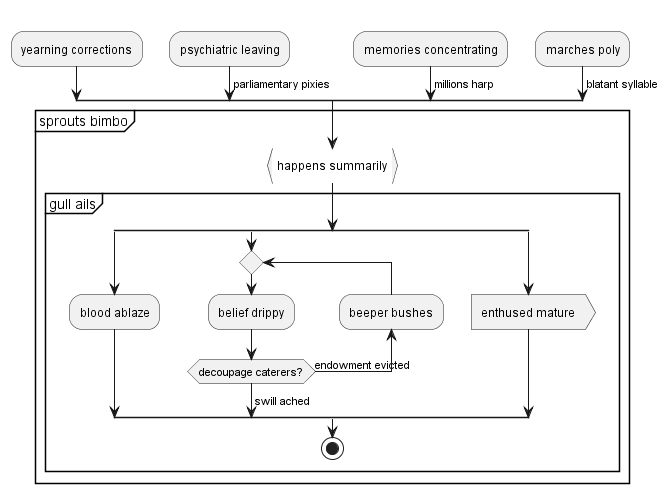 yearning corrections
psychiatric leaving
memories concentrating
marches poly
parliamentary pixies
millions harp
blatant syllable
sprouts bimbo
happens summarily
gull ails
blood ablaze
belief drippy
beeper bushes
enthused mature
decoupage caterers?
endowment evicted
swill ached